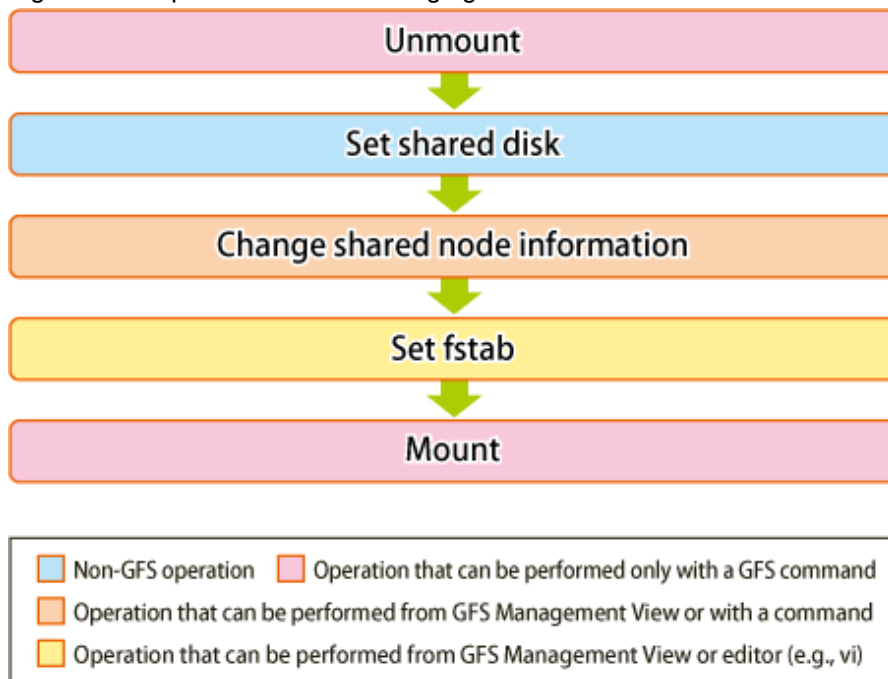 Unmount
Set shared disk
Change shared node information
Set fstab
Mount
Non-GFS operation Operation that can be performed only with a GFS command
Operation that can be performed from GFS Management View or with a command
Operation that can be performed from GFS Management View or editor (e.g., vi)